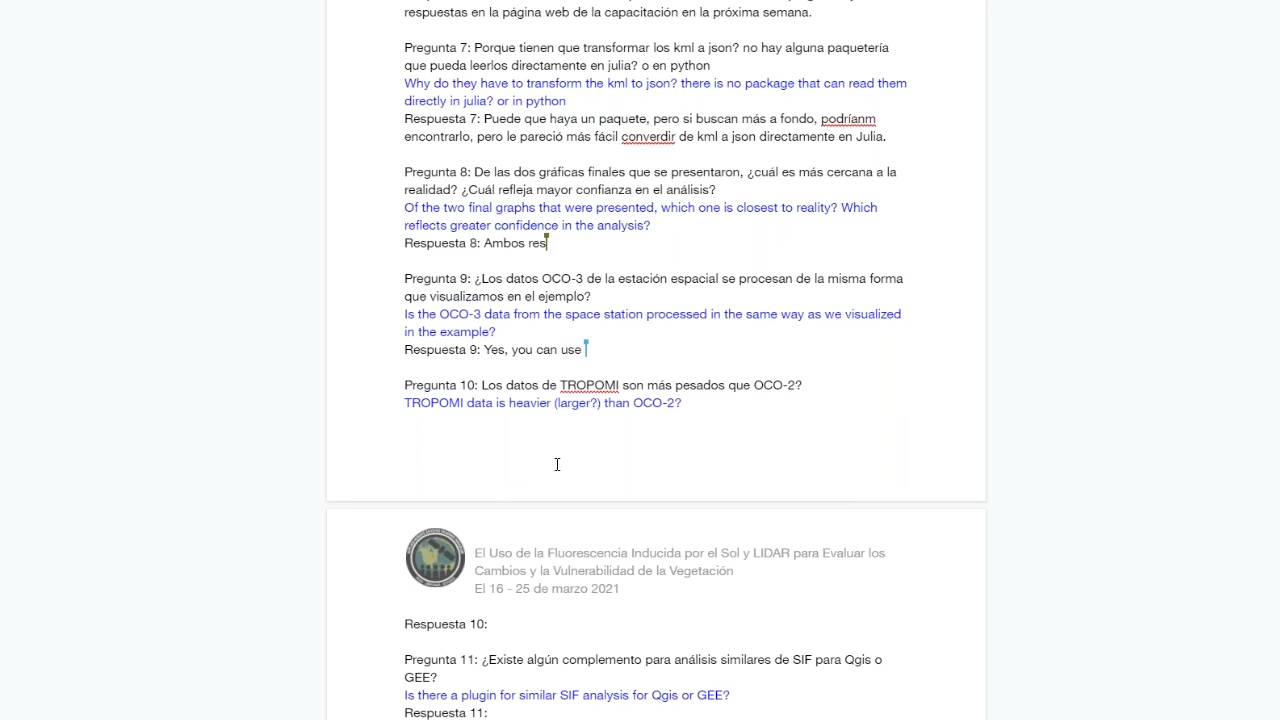 respuestas en la página web de la capacitación en la próxima semana.
Pregunta 7: Porque tienen que transformar los kml a json? no hay alguna paquetería
que pueda leerlos directamente en julia? o en python
Why do they have to transform the kml to json? there is no package that can read them
directly in julia? or in python
Respuesta 7: Puede que haya un paquete, pero si buscan más a fondo, podríanm
encontrarlo, pero le pareció más fácil converdir de kml a json directamente en Julia.
Pregunta 8: De las dos gráficas finales que se presentaron, ¿cuál es más cercana a la
realidad? ¿Cuál refleja mayor confianza en el análisis?
Of the two final graphs that were presented, which one is closest to reality? Which
reflects greater confidence in the analysis?
Respuesta 8: Ambos res
Pregunta 9: ¿Los datos OCO-3 de la estación espacial se procesan de la misma forma
que visualizamos en el ejemplo?
Is the OCO-3 data from the space station processed in the same way as we visualized
in the example?
Respuesta 9: Yes, you can use
Pregunta 10: Los datos de TROPOMI son más pesados que OCO-2?
TROPOMI data is heavier (larger?) than OCO-2?
El Uso de la Fluorescencia Inducida por el Sol y LIDAR para Evaluar los
Cambios y la Vulnerabilidad de la Vegetación
El 16 - 25 de marzo 2021
Respuesta 10:
Pregunta 11: ¿Existe algún complemento para análisis similares de SIF para Qgis o
GEE?
Is there a plugin for similar SIF analysis for Qgis or GEE?
Respuesta 11: